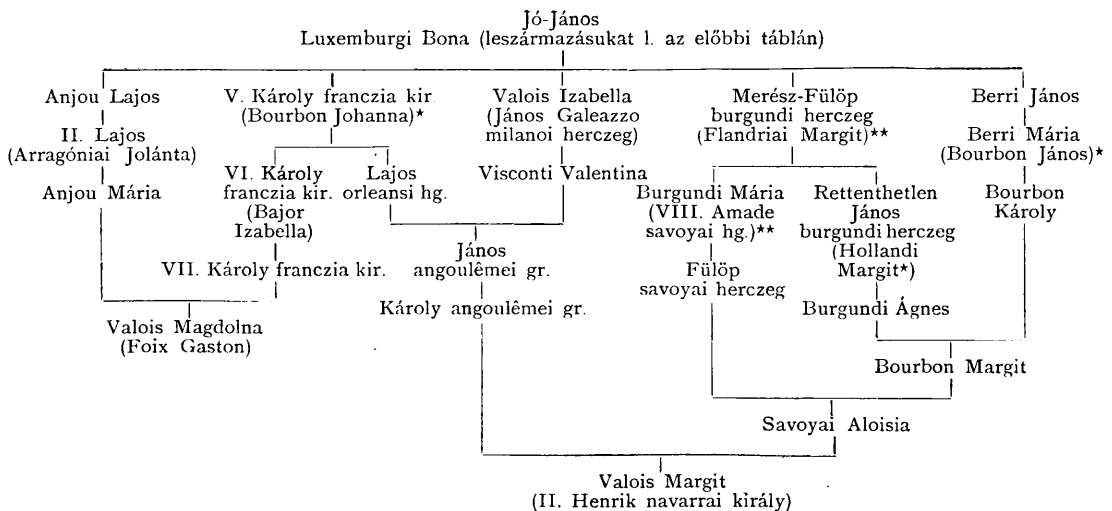 Jó-János
Luxemburgi Bona (leszármazásukat l. az előbbi táblán)
Anjou Lajos
II. Lajos
(Arragóniai Jolánta)
Anjou Mária
V. Károly franczia kir.
(Bourbon Johanna)*
VI. Károly
franczia kir.
(Bajor
Izabella)
Lajos
orleansi hg.
VII. Károly franczia kir.
Valois Magdolna
(Foix Gaston)
Valois Izabella
(János Galeazzo
milanoi herczeg)
Visconti Valentina
János
angoulêmei gr.
Károly angoulêmei gr.
Merész-Fülöp
burgundi herczeg
(Flandriai Margit)**
Burgundi Mária
(VIII. Amade
savoyai hg.)**
Fülöp
savoyai herczeg
Rettenthetlen
János
burgundi herczeg
(Hollandi
Margit*)
Burgundi Ágnes
Berri János
Berri Mária
(Bourbon János)*
Bourbon
Károly
Bourbon Margit
Savoyai Aloisia
Valois Margit
(II. Henrik navarrai király)